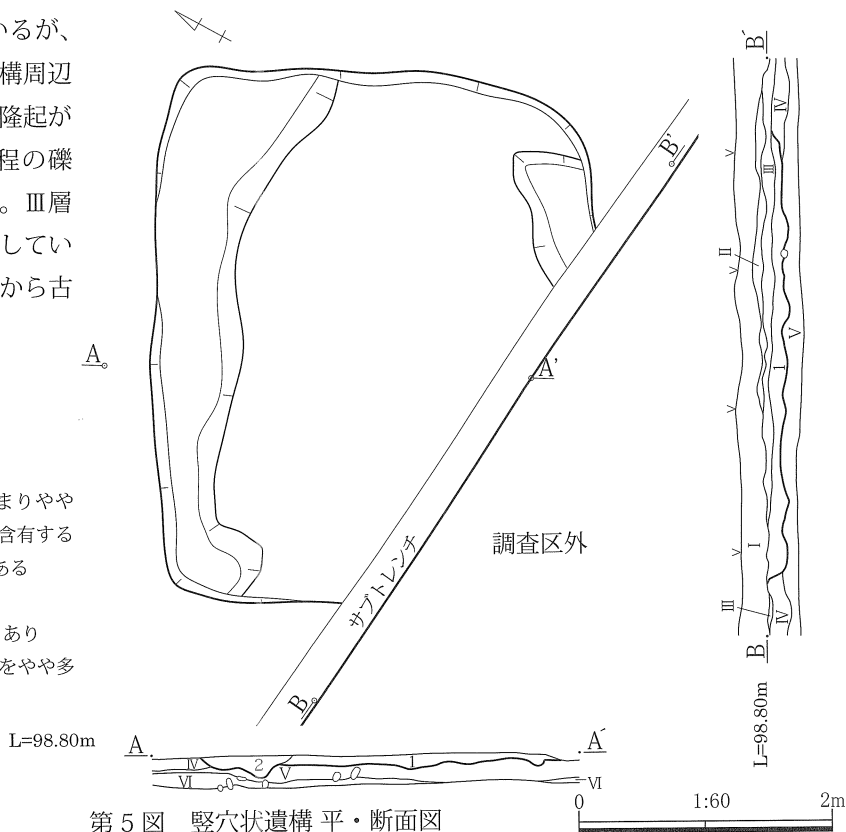 いるが、
構周辺
隆起が
程の礫
。Ⅲ層
してい
から古
まりやや
含有する
ある
あり
をやや多
A
A’
B’
B
サブトレンチ
調査区外
B´
Ⅳ
Ⅲ
Ⅱ
Ⅴ
1
Ⅰ
Ⅲ
Ⅳ
B
L=98.80m
L=98.80m
A
A´
Ⅳ
2
1
Ⅴ
Ⅵ
Ⅵ
0
1:60
2m
第5図 竪穴状遺構 平・断面図